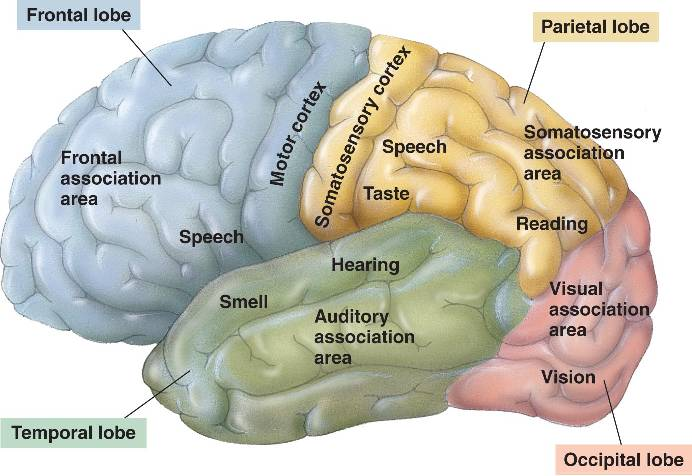 Frontal lobe
Parietal lobe
Motor cortex
Somatosensory cortex
Frontal
association
area
Speech
Speech
Taste
Somatosensory
association
area
Reading
Hearing
Smell
Auditory
association
area
Visual
association
area
Vision
Temporal lobe
Occipital lobe